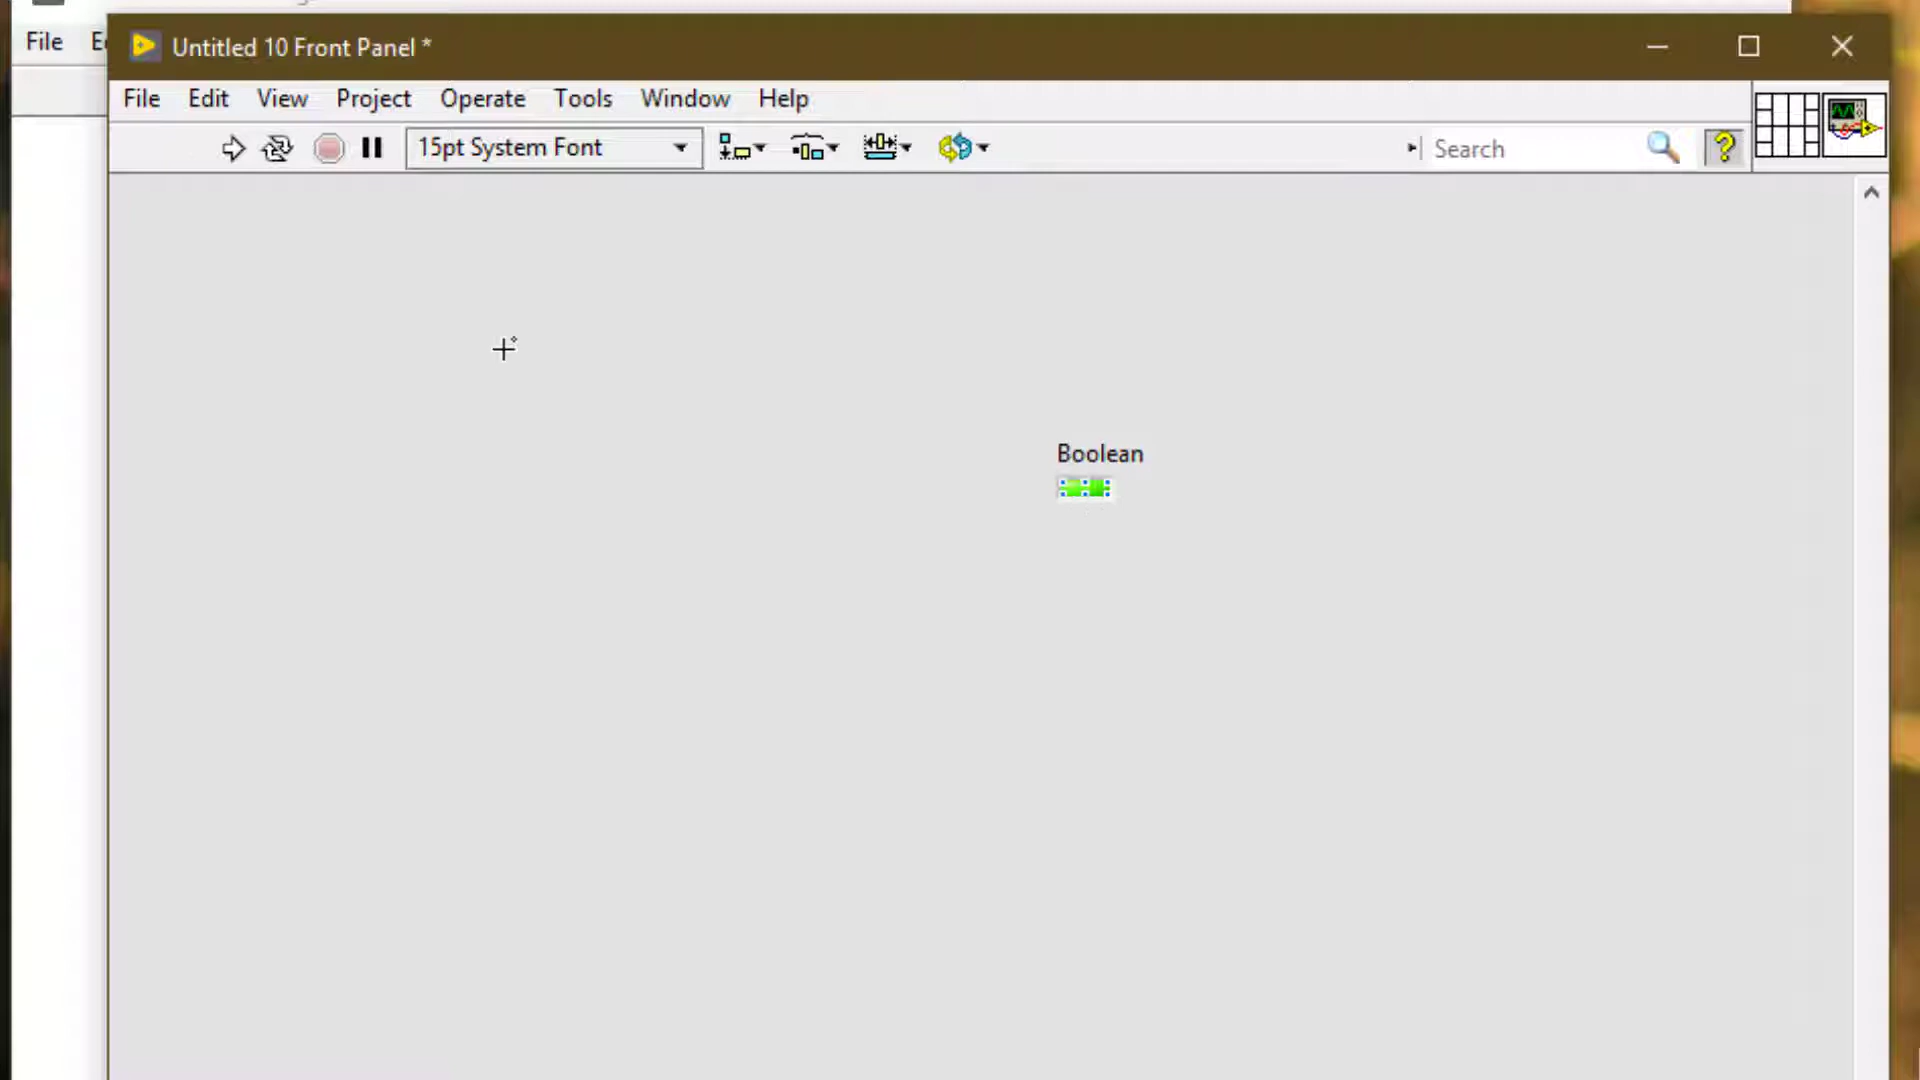 File
Untitled 10 Front Panel *
File Edit View Project Operate Tools Window Help
15pt System Font
Search
?
Boolean